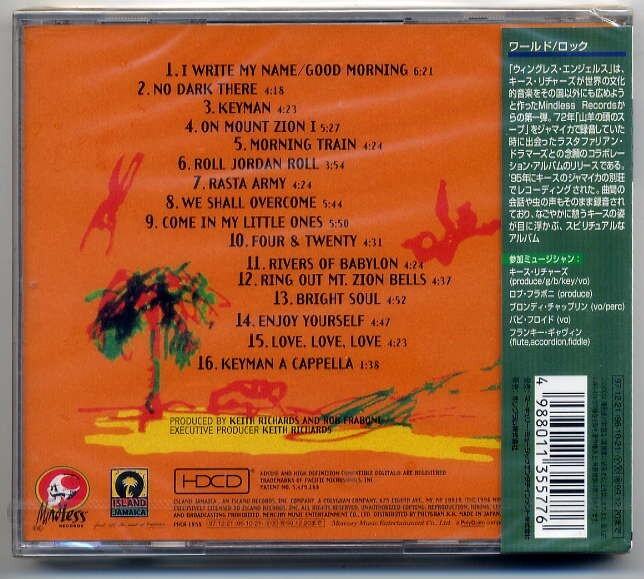 1. I WRITE MY NAME/GOOD MORNING 6:21
2. NO DARK THERE 4:18
3. KEYMAN 4:23
4. ON MOUNT ZION I 5:27
5. MORNING TRAIN 4:24
6. ROLL JORDAN ROLL 3:54
7. RASTA ARMY 4:24
8. WE SHALL OVERCOME 5:44
9. COME IN MY LITTLE ONES 5:50
10. FOUR & TWENTY 4:31
11. RIVERS OF BABYLON 4:24
12. RING OUT MT. ZION BELLS 4:37
13. BRIGHT SOUL 4:52
14. ENJOY YOURSELF 4:47
15. LOVE, LOVE, LOVE 4:23
16. KEYMAN A CAPPELLA 1:38
PRODUCED BY KEITH RICHARDS AND ROB FRABONI
EXECUTIVE PRODUCER KEITH RICHARDS
Mindless
RECORDS
ISLAND
JAMAICA
HDCD
HDCD® AND HIGH DEFINITION COMPATIBLE DIGITAL® ARE REGISTERED
TRADEMARKS OF PACIFIC MICROSONICS, INC.
PATENT NO. 5,479,168
ワールド/ロック
「ウィングレス・エンジェルス」は、
キース・リチャーズが世界の文化
的音楽をその国以外にも広めよう
と作ったMindless Recordsか
らの第一弾。'72年「山羊の頭のス
ープ」をジャマイカで録音していた
時に出会ったラスタファリアン・
ドラマーズとの念願のコラボレー
ション・アルバムのリリースである。
'95年にキースのジャマイカの別荘
でレコーディングされた。曲間の
会話や虫の声もそのまま録音され
ており、なごやかに憩うキースの姿
が目に浮かぶ、スピリチュアルな
アルバム
参加ミュージシャン:
キース・リチャーズ
(produce/g/b/key/vo)
ロブ・フラボニ (produce)
ブロンディ・チャップリン (vo/perc)
バビ・フロイド (vo)
フランキー・ギャヴィン
(flute,accordion,fiddle)
4 988011 355776